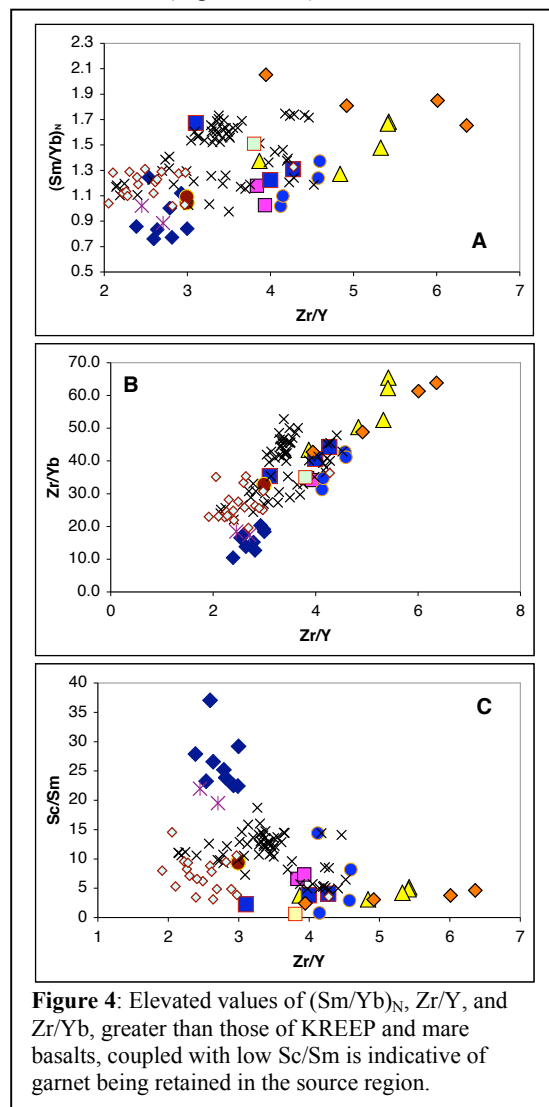 A
2.3
2.1
1.9
1.7
1.5
1.3
1.1
0.9
0.7
0.5
(Sm/Yb)N
2 3 4 5 6 7
Zr/Y
B
70.0
60.0
50.0
40.0
30.0
20.0
10.0
0.0
Zr/Yb
0 2 4 6 8
Zr/Y
C
40
35
30
25
20
15
10
5
0
Sc/Sm
1 2 3 4 5 6 7
Zr/Y
Figure 4: Elevated values of (Sm/Yb)N, Zr/Y, and
Zr/Yb, greater than those of KREEP and mare
basalts, coupled with low Sc/Sm is indicative of
garnet being retained in the source region.